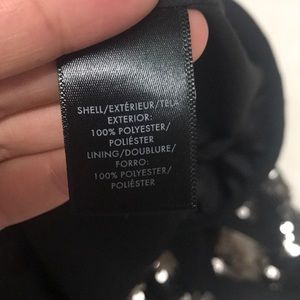 SHELL/EXTÉRIEUR/TELA
EXTERIOR:
100% POLYESTER/
POLIÉSTER
LINING/DOUBLURE/
FORRO:
100% POLYESTER/
POLIÉSTER